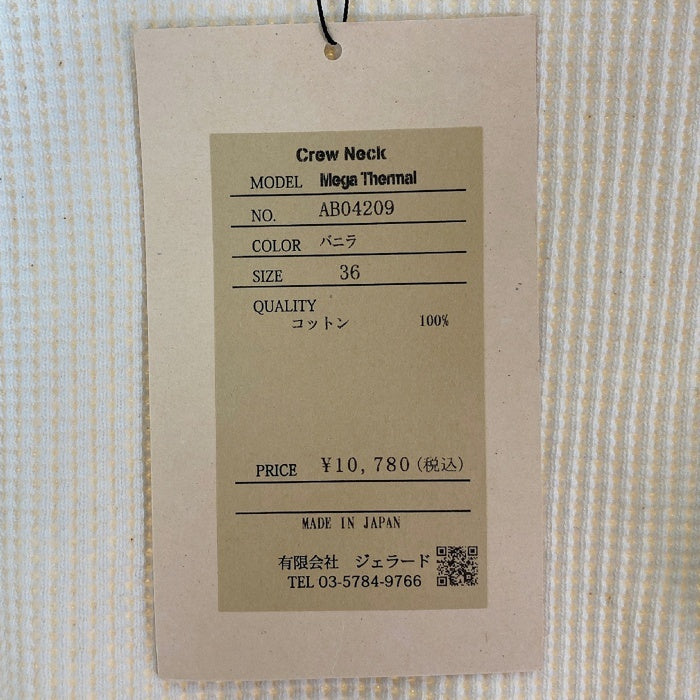 Crew Neck
MODEL Mega Thermal
NO. AB04209
COLOR バニラ
SIZE 36
QUALITY
コットン 100%
PRICE ¥10,780(税込)
MADE IN JAPAN
有限会社 ジェラード
TEL 03-5784-9766